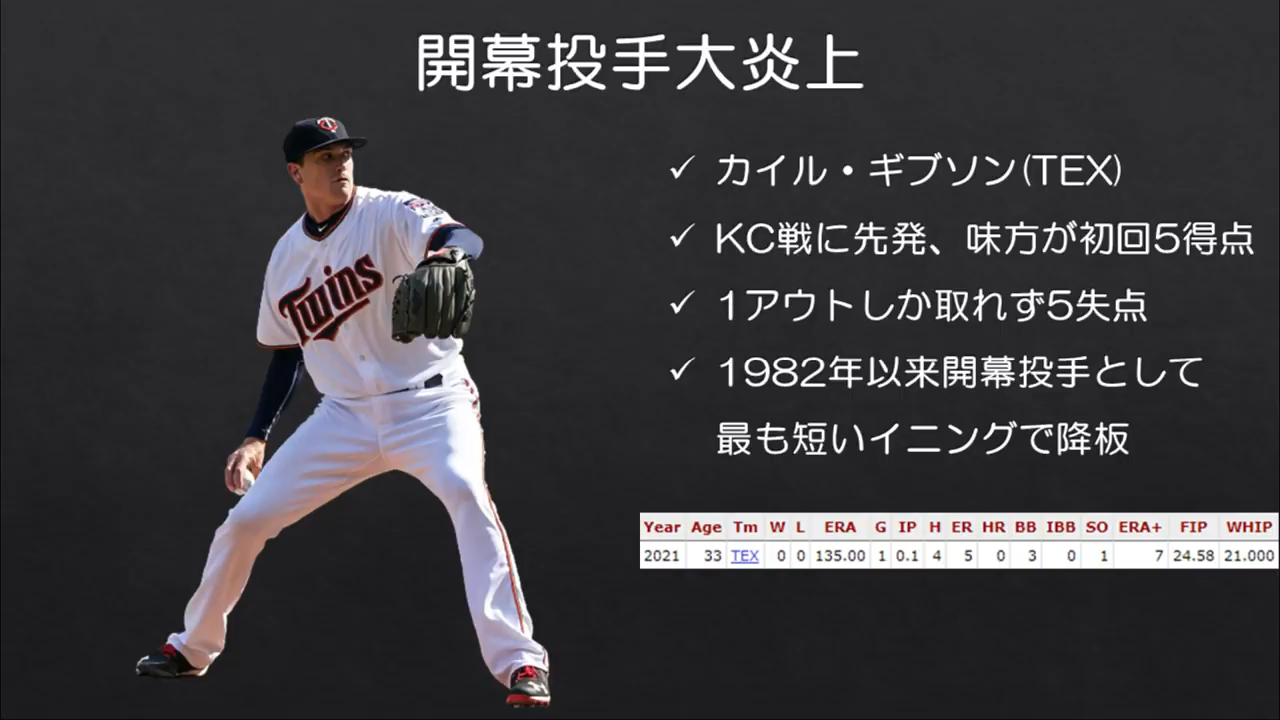 開幕投手大炎上
✓ カイル・ギブソン(TEX)
✓ KC戦に先発、味方が初回5得点
✓ 1アウトしか取れず5失点
✓ 1982年以来開幕投手として
最も短いイニングで降板
Twins
Year Age Tm W L ERA G IP H ER HR BB IBB SO ERA+ FIP WHIP
2021 33 TEX 0 0 135.00 1 0.1 4 5 0 3 0 1 7 24.58 21.000